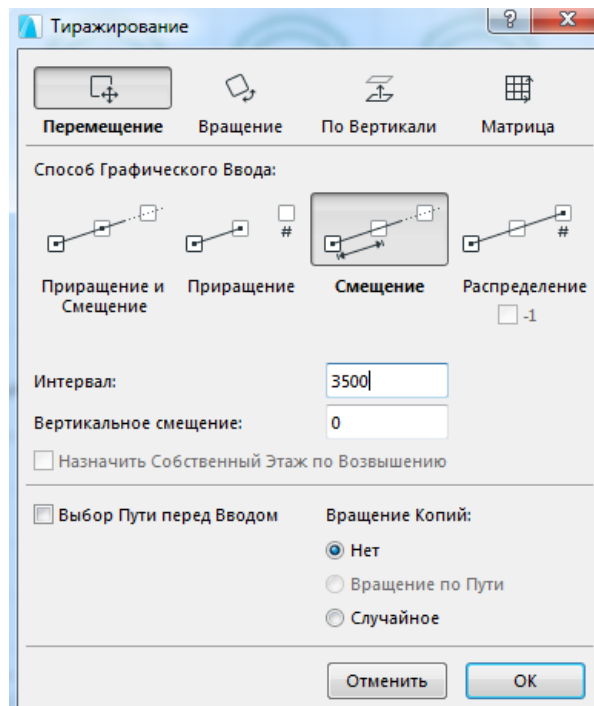 Тиражирование
Перемещение Вращение По Вертикали Матрица
Способ Графического Ввода:
# #
Приращение и Смещение Приращение Смещение Распределение
-1
Интервал: 3500
Вертикальное смещение: 0
Назначить Собственный Этаж по Возвышению
Выбор Пути перед Вводом Вращение Копий:
Нет
Вращение по Пути
Случайное
Отменить ОК